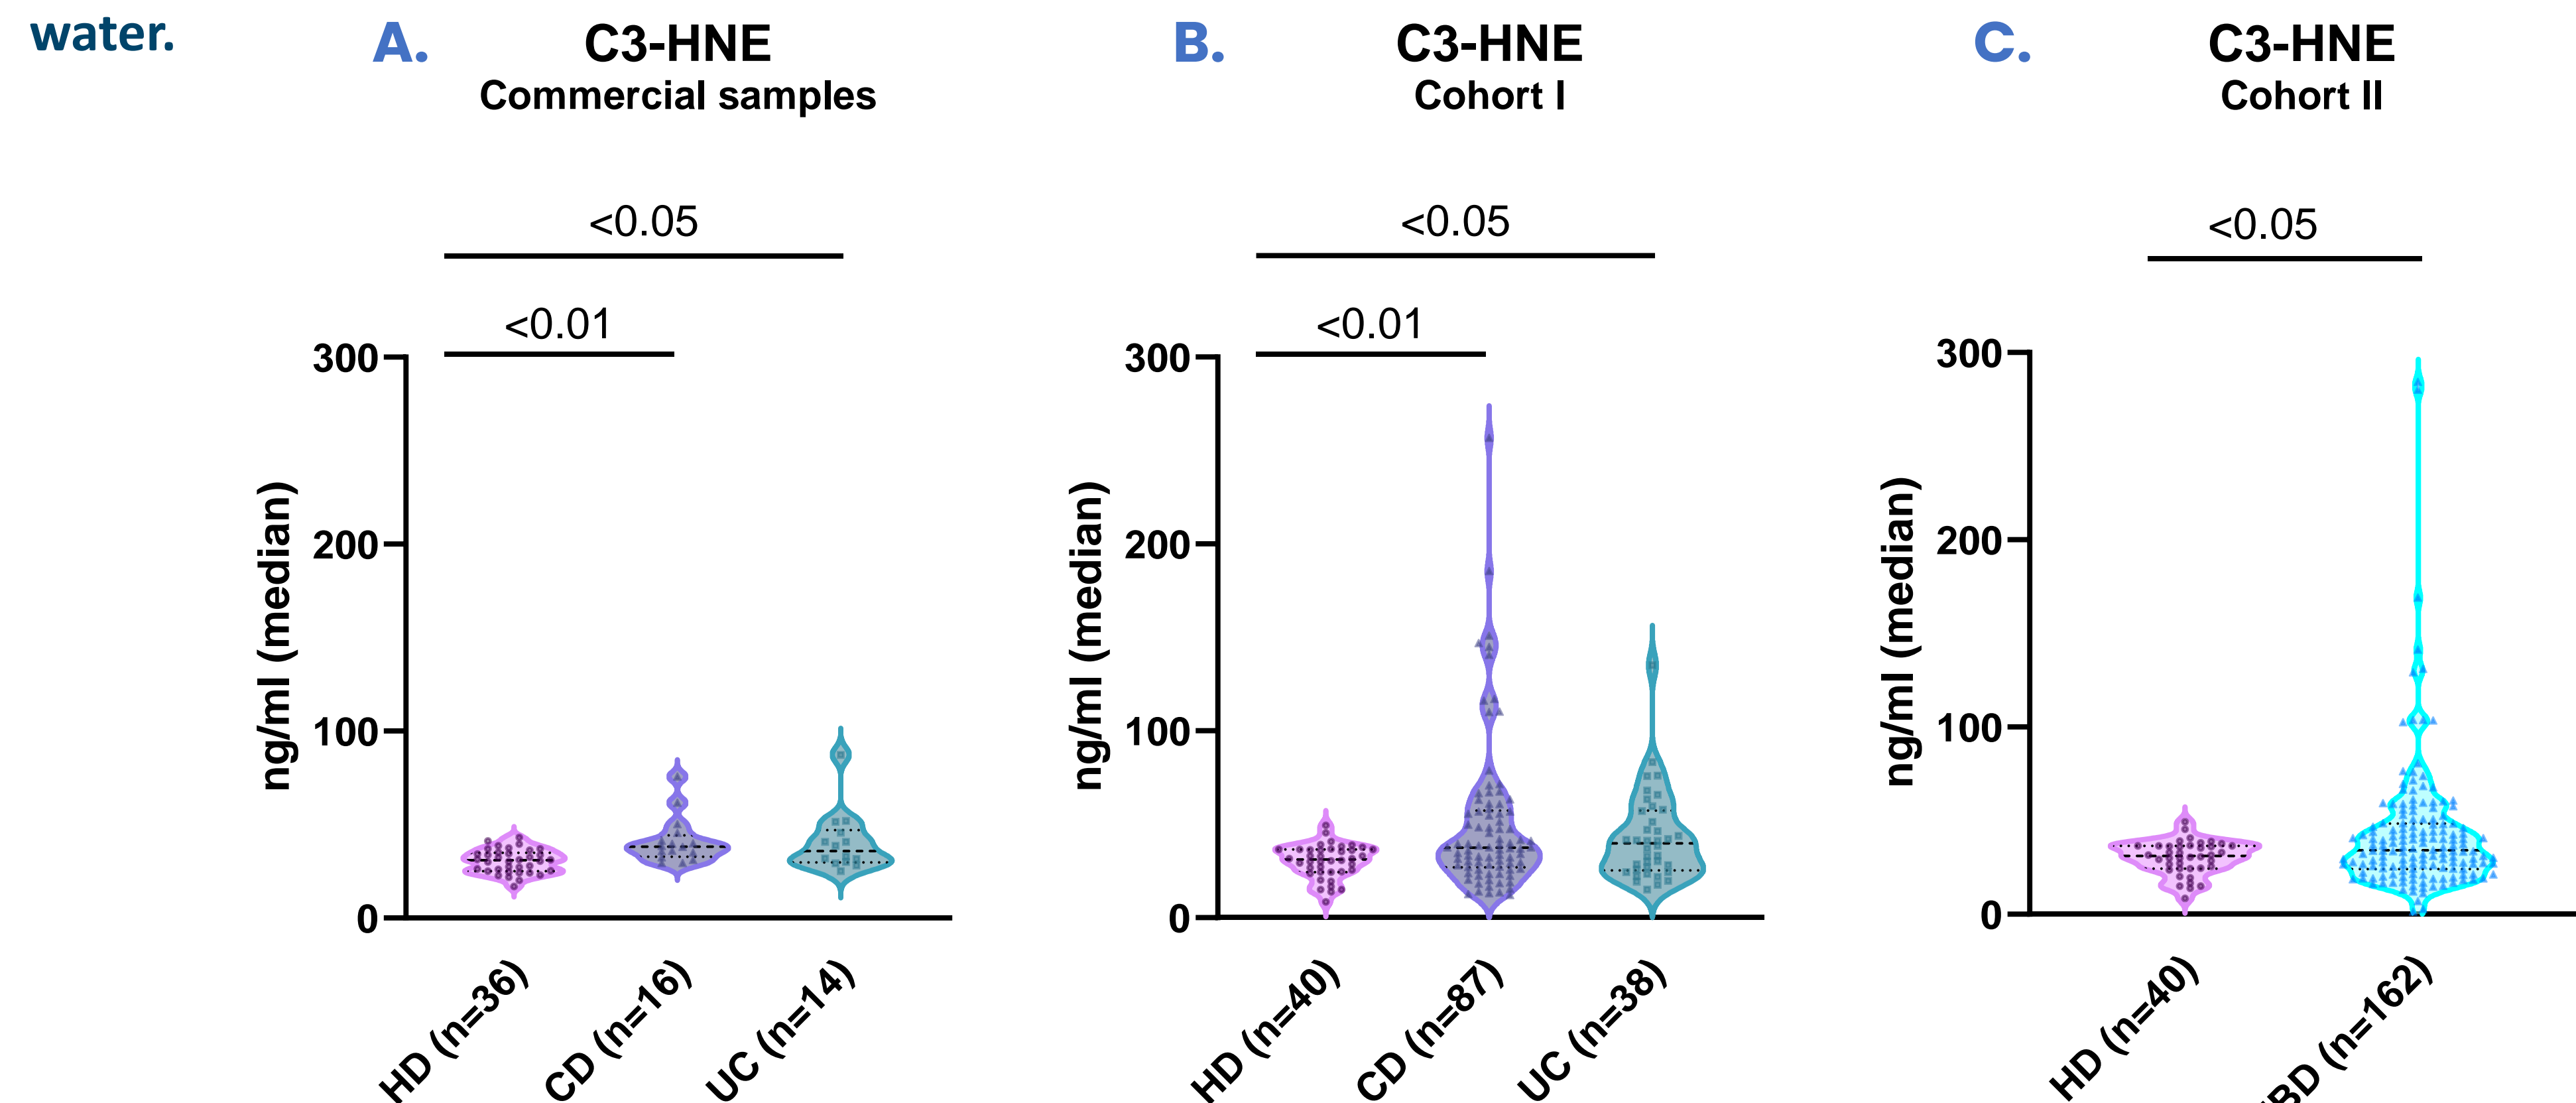 water.
A.
C3-HNE
Commercial samples
<0.05
<0.01
300
200
100
0
ng/ml (median)
HD (n=36)
CD (n=16)
UC (n=14)
B.
C3-HNE
Cohort I
<0.05
<0.01
300
200
100
0
ng/ml (median)
HD (n=40)
CD (n=87)
UC (n=38)
C.
C3-HNE
Cohort II
<0.05
300
200
100
0
ng/ml (median)
HD (n=40)
IBD (n=162)